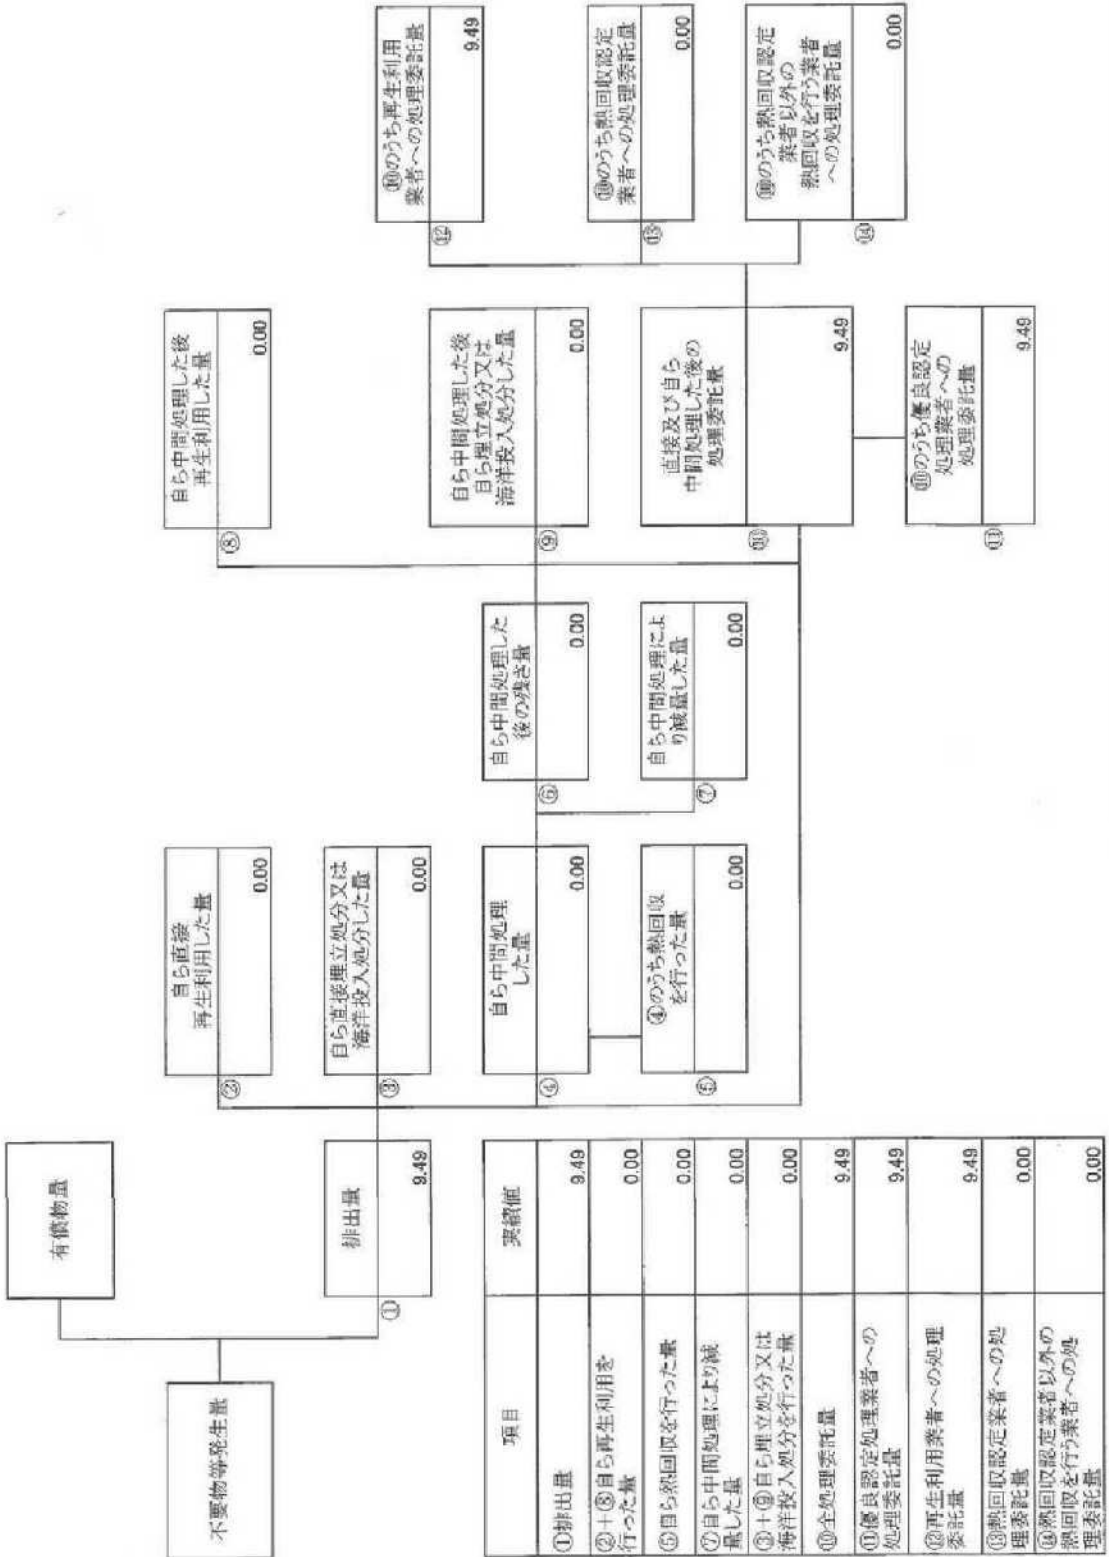 不要物等発生量
有償物量
排出量
①
9.49
自ら直接
再生利用した量
②
0.00
自ら直接埋立処分又は
海洋投入処分した量
③
0.00
自ら中間処理
した量
④
0.00
④のうち熱回収
を行った量
⑤
0.00
自ら中間処理した
後の残さ量
⑥
0.00
自ら中間処理によ
り減量した量
⑦
0.00
自ら中間処理した後
再生利用した量
⑧
0.00
自ら中間処理した後
自ら埋立処分又は
海洋投入処分した量
⑨
0.00
直接及び自ら
中間処理した後の
処理委託量
⑩
9.49
⑩のうち優良認定
処理業者への
処理委託量
⑪
9.49
⑩のうち再生利用
業者への処理委託量
⑫
9.49
⑩のうち熱回収認定
業者への処理委託量
⑬
0.00
⑩のうち熱回収認定
業者以外の
熱回収を行う業者
への処理委託量
⑭
0.00
項目 実績値
①排出量 9.49
②+⑧自ら再生利用を
行った量 0.00
⑤自ら熱回収を行った量 0.00
⑦自ら中間処理により減
量した量 0.00
③+⑨自ら埋立処分又は
海洋投入処分を行った量 0.00
⑩全処理委託量 9.49
⑪優良認定処理業者への
処理委託量 9.49
⑫再生利用業者への処理
委託量 9.49
⑬熱回収認定業者への処
理委託量 0.00
⑭熱回収認定業者以外の
熱回収を行う業者への処
理委託量 0.00